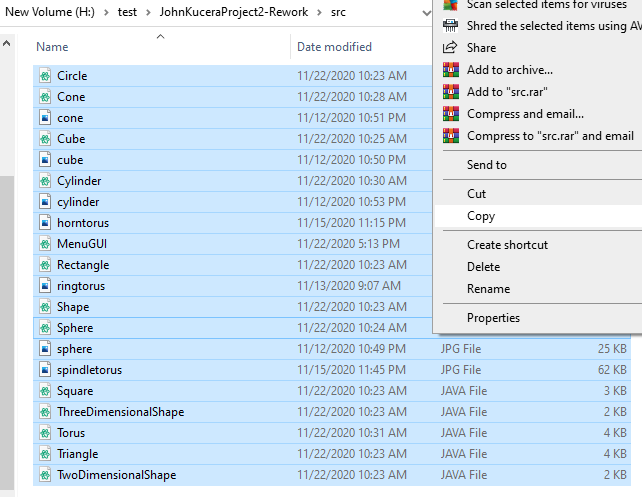 New Volume (H:) › test › JohnKuceraProject2-Rework › src
Name Date modified
Circle 11/22/2020 10:23 AM
Cone 11/22/2020 10:28 AM
cone 11/12/2020 10:51 PM
Cube 11/22/2020 10:25 AM
cube 11/12/2020 10:50 PM
Cylinder 11/22/2020 10:30 AM
cylinder 11/12/2020 10:53 PM
horntorus 11/15/2020 11:15 PM
MenuGUI 11/22/2020 5:13 PM
Rectangle 11/22/2020 10:23 AM
ringtorus 11/13/2020 9:07 AM
Shape 11/22/2020 10:23 AM
Sphere 11/22/2020 10:24 AM
sphere 11/12/2020 10:49 PM JPG File 25 KB
spindletorus 11/15/2020 11:45 PM JPG File 62 KB
Square 11/22/2020 10:23 AM JAVA File 3 KB
ThreeDimensionalShape 11/22/2020 10:23 AM JAVA File 2 KB
Torus 11/22/2020 10:31 AM JAVA File 4 KB
Triangle 11/22/2020 10:23 AM JAVA File 4 KB
TwoDimensionalShape 11/22/2020 10:23 AM JAVA File 2 KB
Scan selected items for viruses
Shred the selected items using AV
Share
Add to archive...
Add to "src.rar"
Compress and email...
Compress to "src.rar" and email
Send to
Cut
Copy
Create shortcut
Delete
Rename
Properties